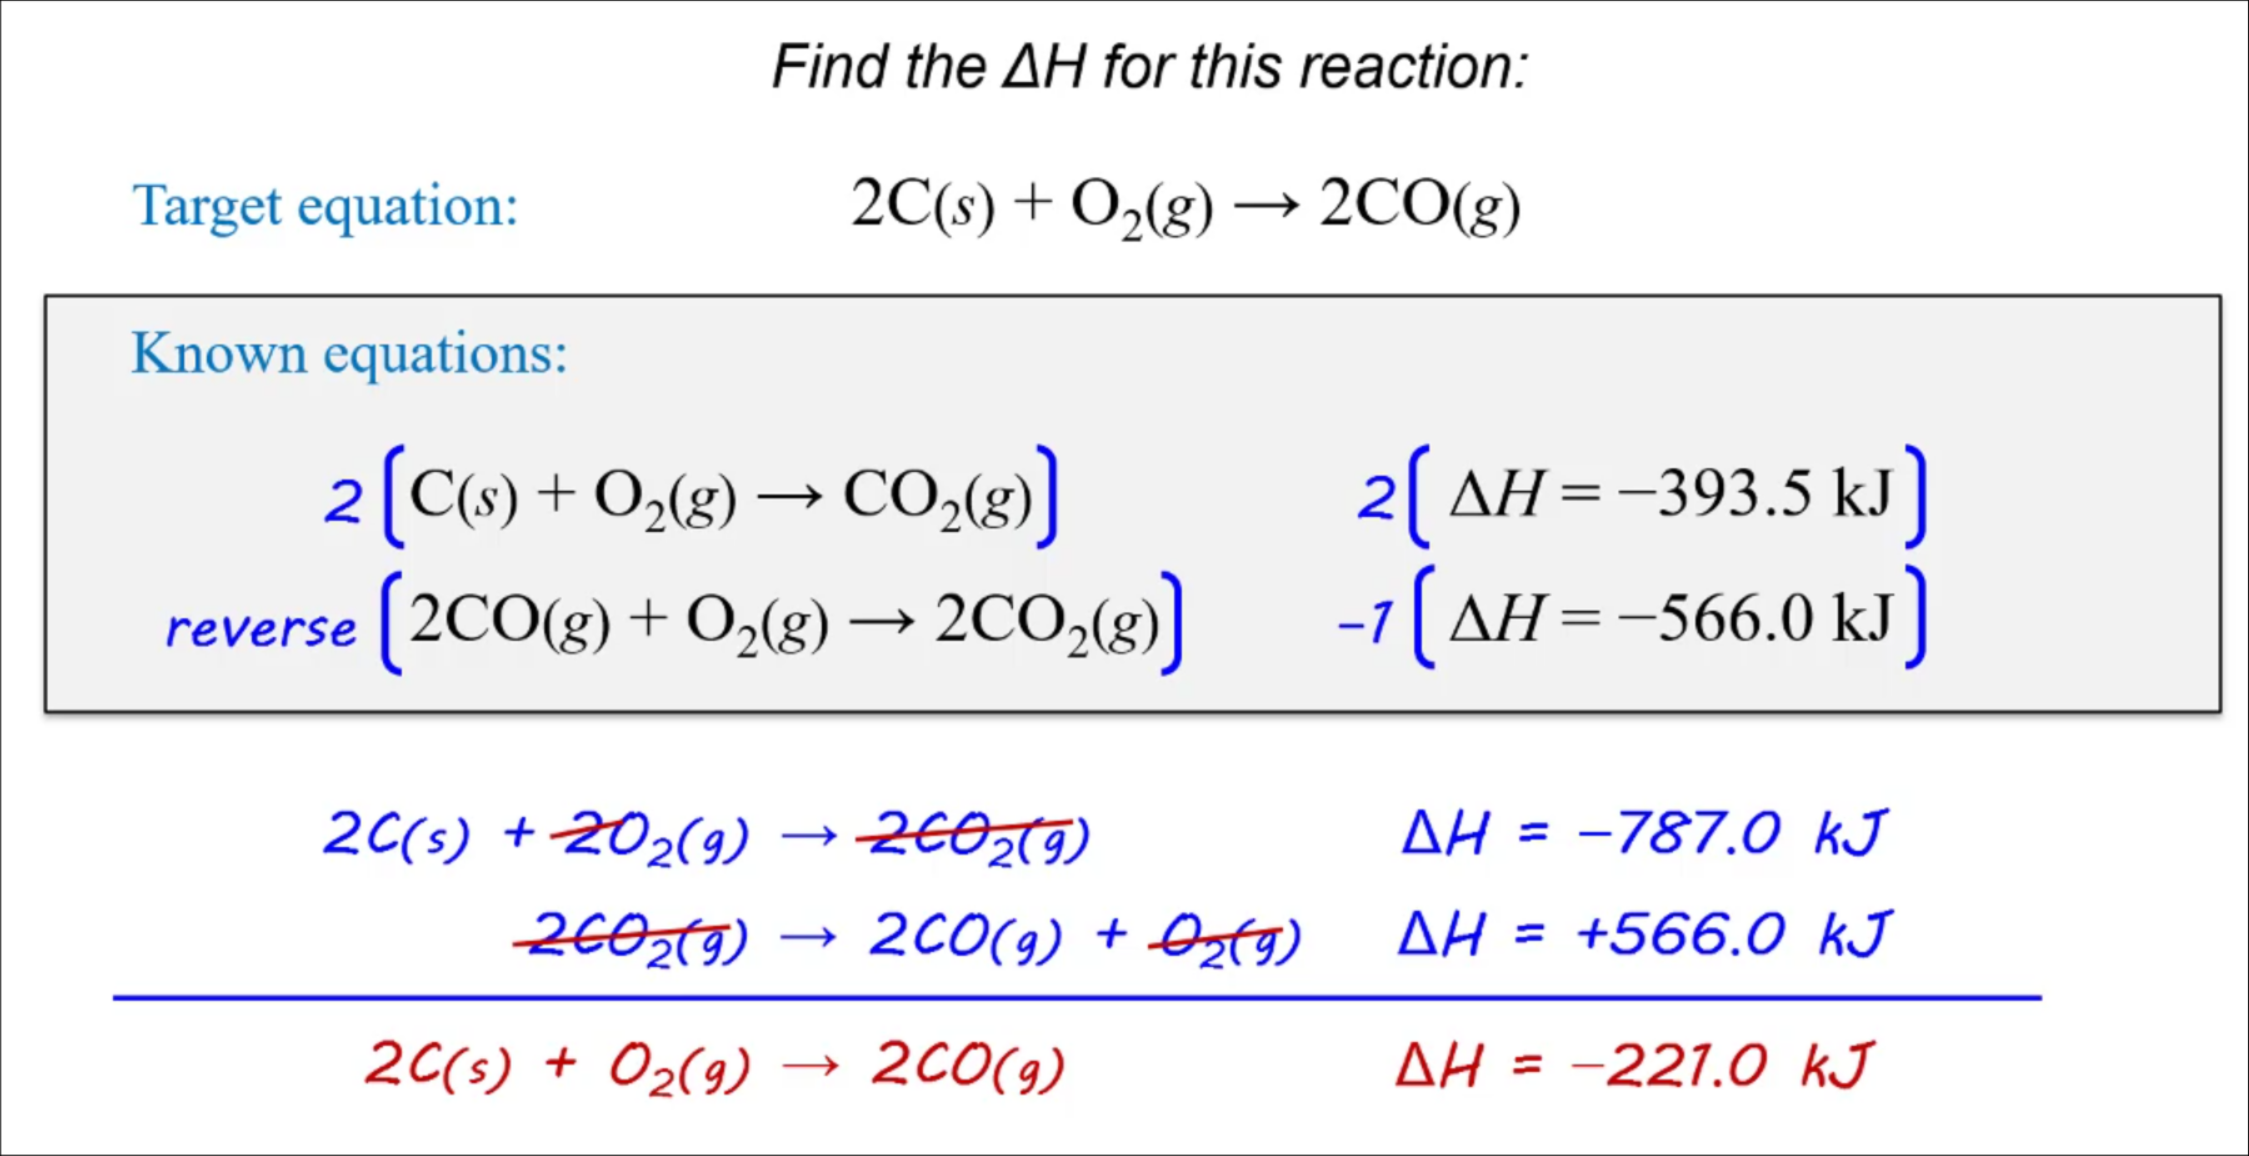 Find the ΔH for this reaction:
Target equation: 2C(s) + O₂(g) → 2CO(g)
Known equations:
2 [C(s) + O₂(g) → CO₂(g)] 2[ ΔH = −393.5 kJ]
reverse [2CO(g) + O₂(g) → 2CO₂(g)] −1[ ΔH = −566.0 kJ]
2C(s) + 2O₂(g) → 2CO₂(g) ΔH = −787.0 kJ
2CO₂(g) → 2CO(g) + O₂(g) ΔH = +566.0 kJ
2C(s) + O₂(g) → 2CO(g) ΔH = −221.0 kJ